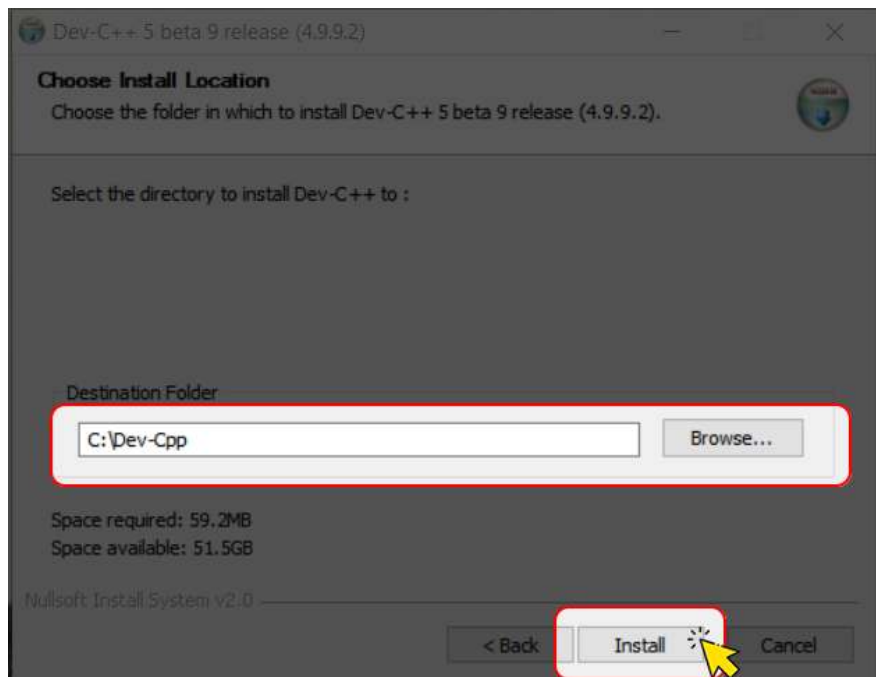 Dev-C++ 5 beta 9 release (4.9.9.2)
Choose Install Location
Choose the folder in which to install Dev-C++ 5 beta 9 release (4.9.9.2).
Select the directory to install Dev-C++ to :
Destination Folder
C:\Dev-Cpp
Browse...
Space required: 59.2MB
Space available: 51.5GB
Nullsoft Install System v2.0
< Back Install Cancel